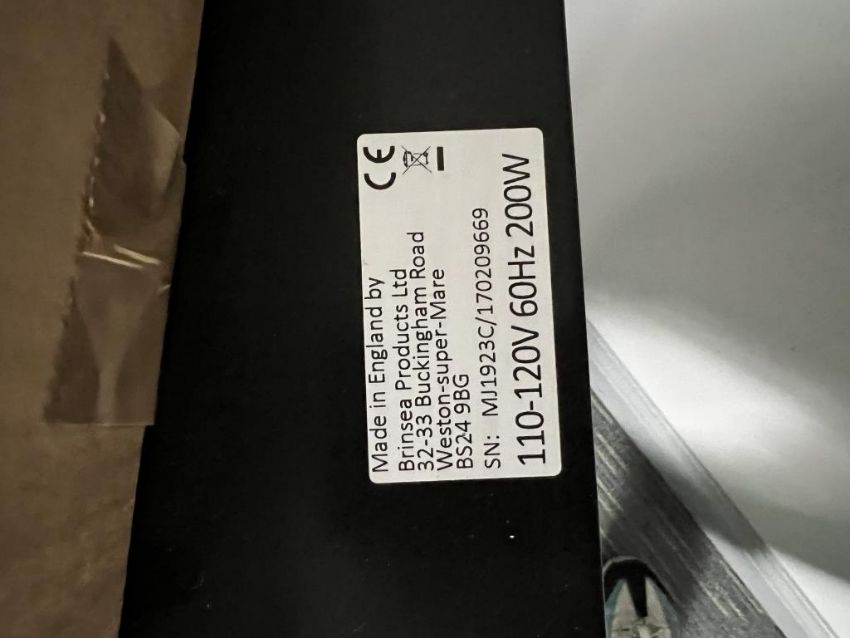 Made in England by
Brinsea Products Ltd
32-33 Buckingham Road
Weston-super-Mare
BS24 9BG
SN: MJ1923C/170209669
110-120V 60Hz 200W
CE